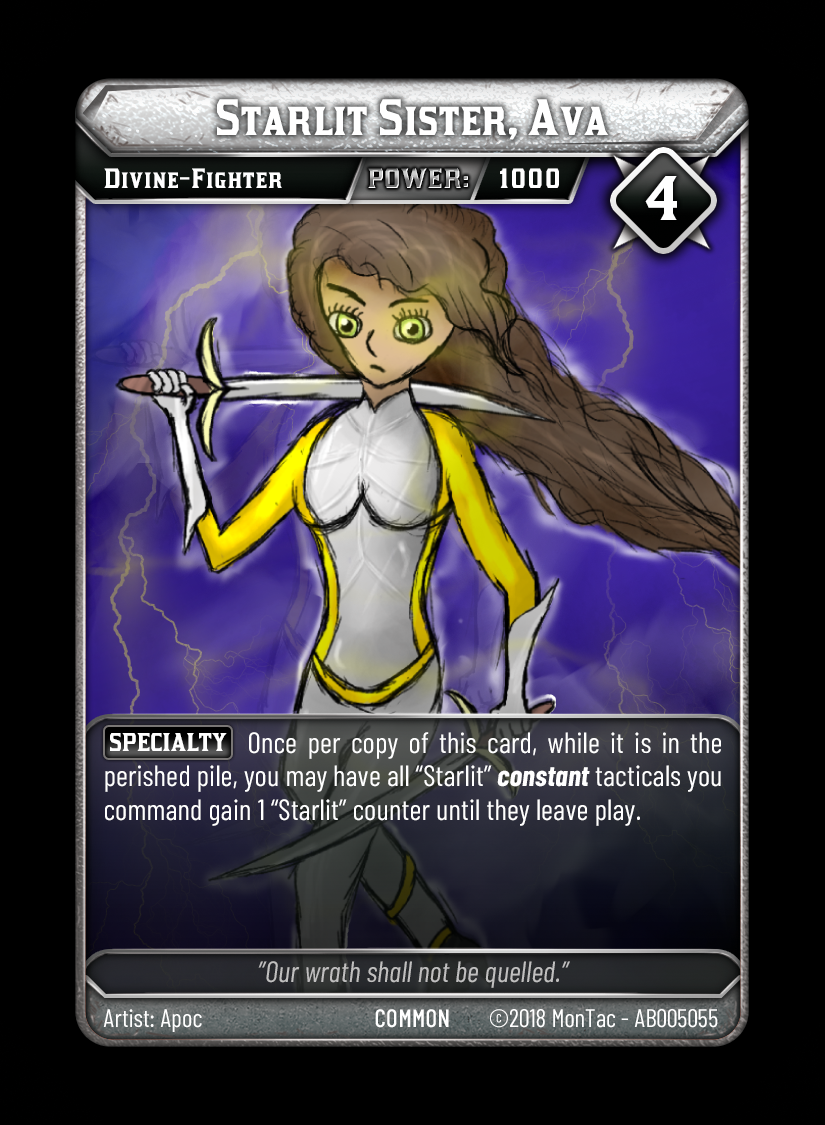 Starlit Sister, Ava
Divine-Fighter POWER: 1000
4
SPECIALTY Once per copy of this card, while it is in the
perished pile, you may have all “Starlit” constant tacticals you
command gain 1 “Starlit” counter until they leave play.
“Our wrath shall not be quelled.”
Artist: Apoc COMMON ©2018 MonTac - AB005055